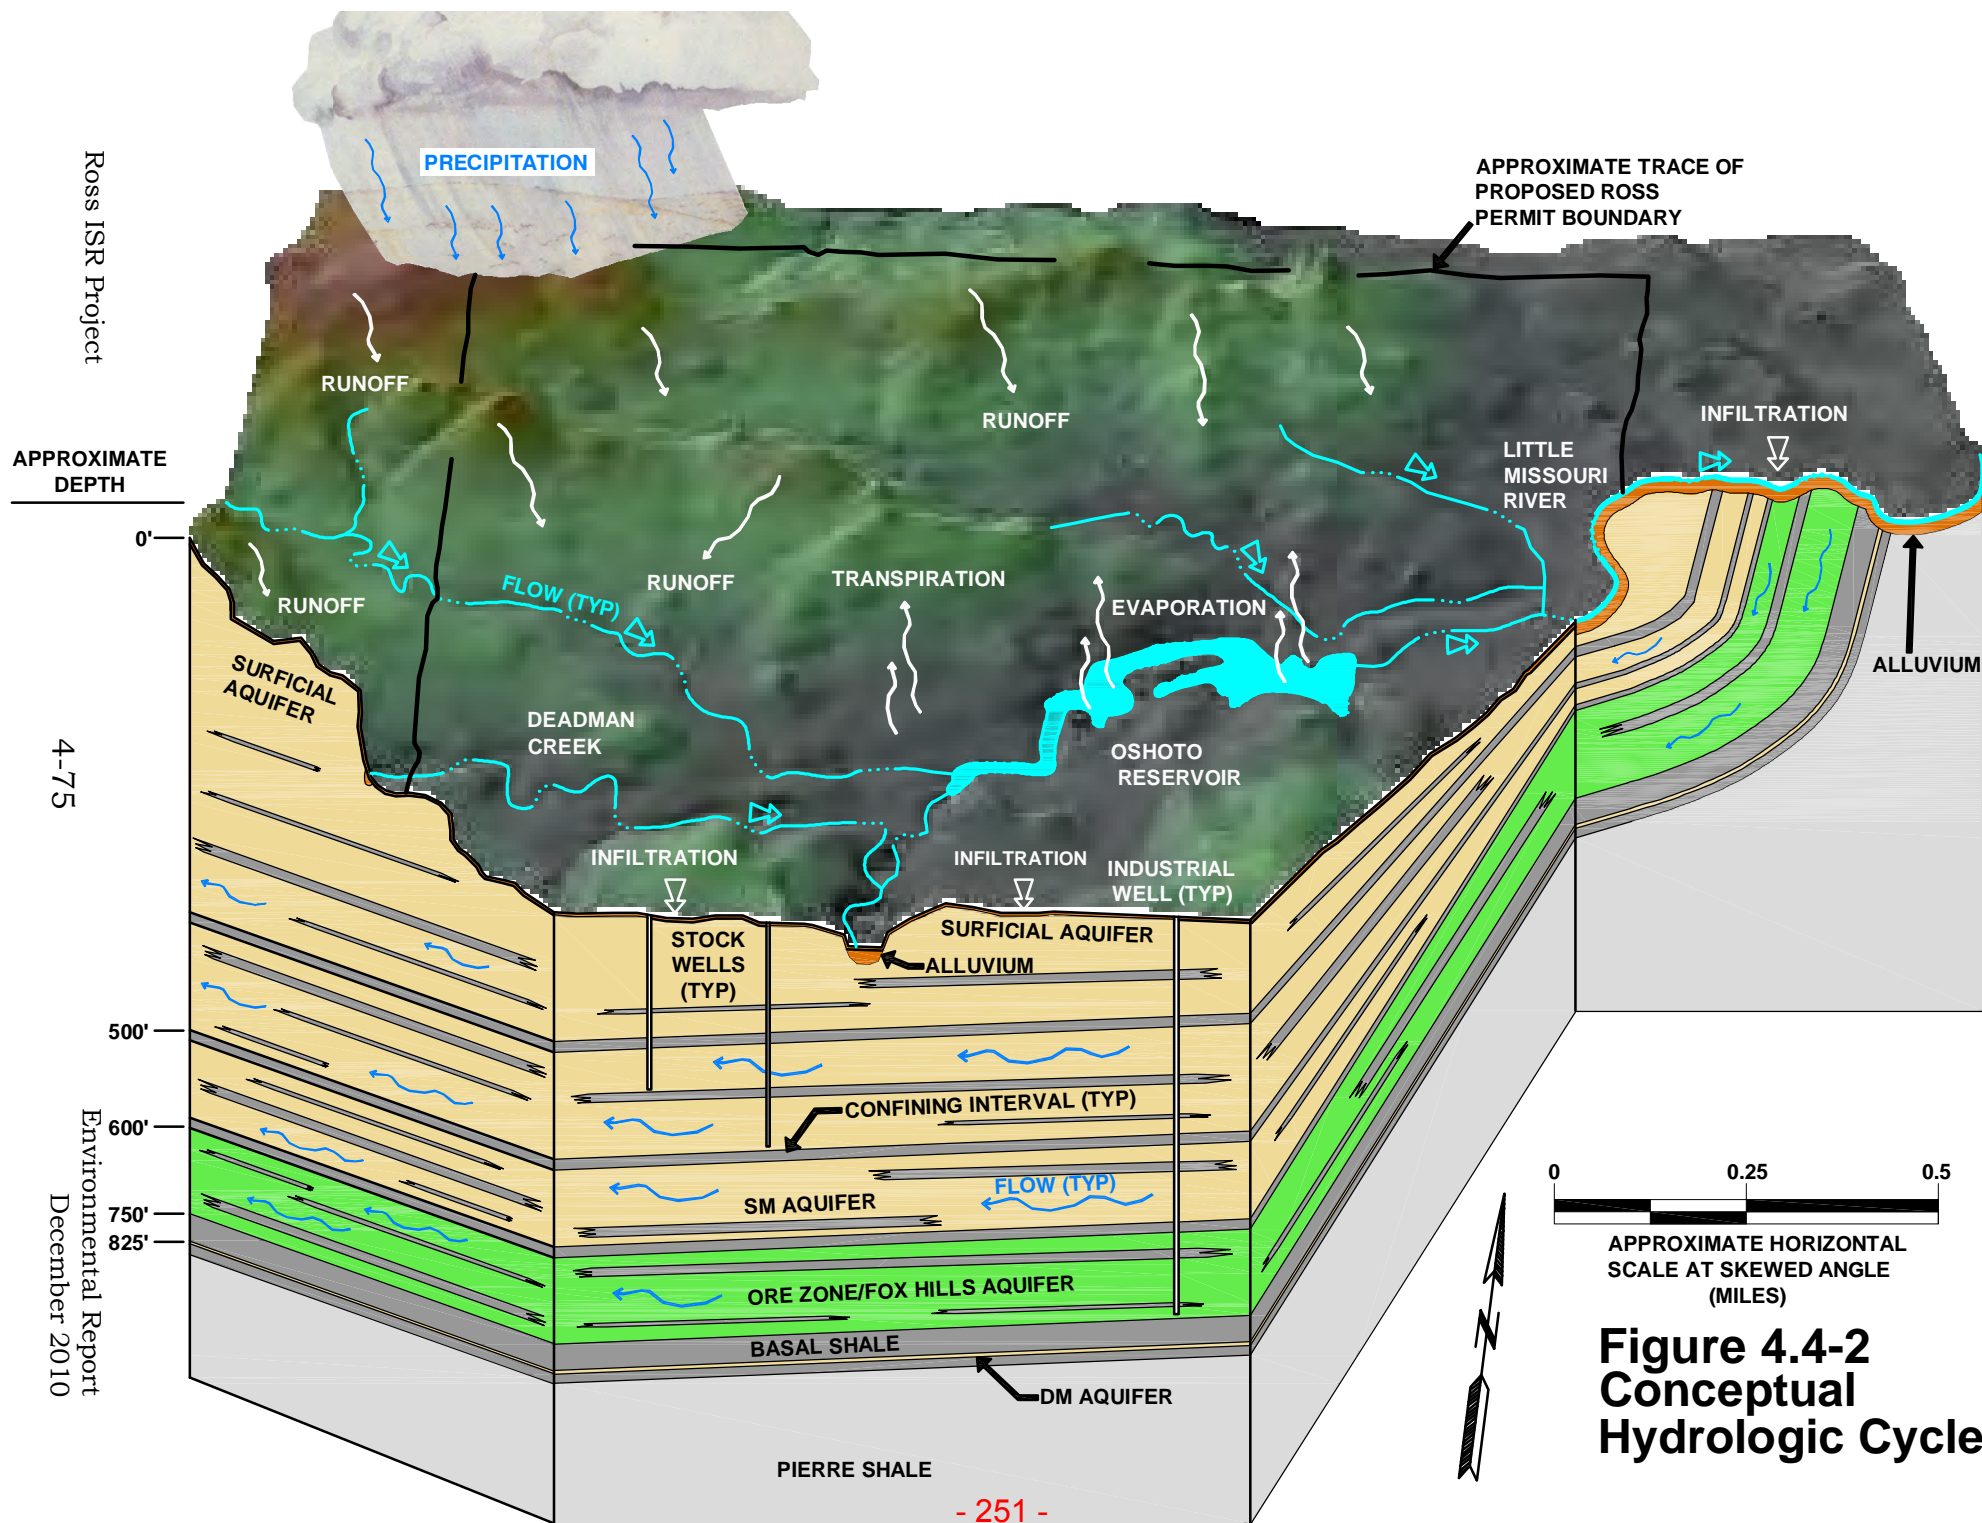 Ross ISR Project
4-75
Environmental Report
December 2010
PRECIPITATION
APPROXIMATE TRACE OF
PROPOSED ROSS
PERMIT BOUNDARY
RUNOFF
RUNOFF
INFILTRATION
LITTLE
MISSOURI
RIVER
APPROXIMATE
DEPTH
0'
500'
600'
750'
825'
RUNOFF
FLOW (TYP)
RUNOFF
TRANSPIRATION
EVAPORATION
ALLUVIUM
SURFICIAL
AQUIFER
DEADMAN
CREEK
OSHOTO
RESERVOIR
INFILTRATION
INFILTRATION
INDUSTRIAL
WELL (TYP)
STOCK
WELLS
(TYP)
SURFICIAL AQUIFER
ALLUVIUM
CONFINING INTERVAL (TYP)
FLOW (TYP)
SM AQUIFER
ORE ZONE/FOX HILLS AQUIFER
BASAL SHALE
DM AQUIFER
PIERRE SHALE
0 0.25 0.5
APPROXIMATE HORIZONTAL
SCALE AT SKEWED ANGLE
(MILES)
N
Figure 4.4-2
Conceptual
Hydrologic Cycle
- 251 -